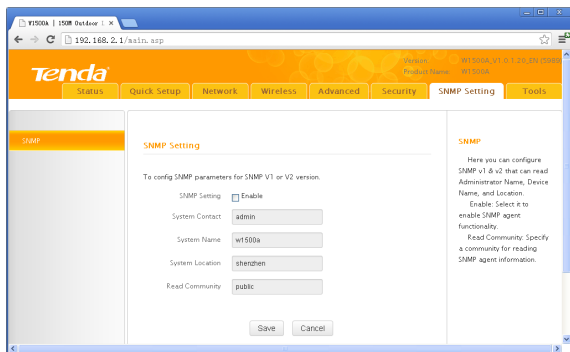 W1500A | 150M Outdoor
192.168.2.1/main.asp
Tenda
Version: W1500A_V1.0.1.20_EN
Product Name: W1500A
Status Quick Setup Network Wireless Advanced Security SNMP Setting Tools
SNMP
SNMP Setting
To config SNMP parameters for SNMP V1 or V2 version.
SNMP Setting Enable
System Contact admin
System Name w1500a
System Location shenzhen
Read Community public
Save Cancel
SNMP
Here you can configure
SNMP v1 & v2 that can read
Administrator Name, Device
Name, and Location.
Enable: Select it to
enable SNMP agent
functionality.
Read Community: Specify
a community for reading
SNMP agent information.